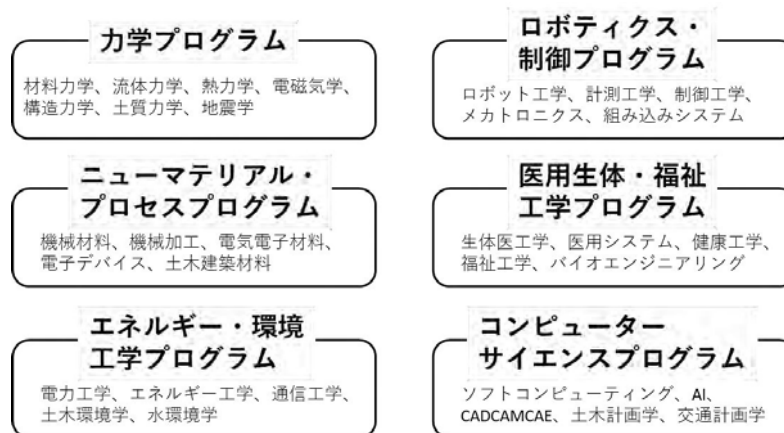 力学プログラム
材料力学、流体力学、熱力学、電磁気学、
構造力学、土質力学、地震学
ロボティクス・
制御プログラム
ロボット工学、計測工学、制御工学、
メカトロニクス、組み込みシステム
ニューマテリアル・
プロセスプログラム
機械材料、機械加工、電気電子材料、
電子デバイス、土木建築材料
医用生体・福祉
工学プログラム
生体医工学、医用システム、健康工学、
福祉工学、バイオエンジニアリング
エネルギー・環境
工学プログラム
電力工学、エネルギー工学、通信工学、
土木環境学、水環境学
コンピューター
サイエンスプログラム
ソフトコンピューティング、AI、
CADCAMCAE、土木計画学、交通計画学